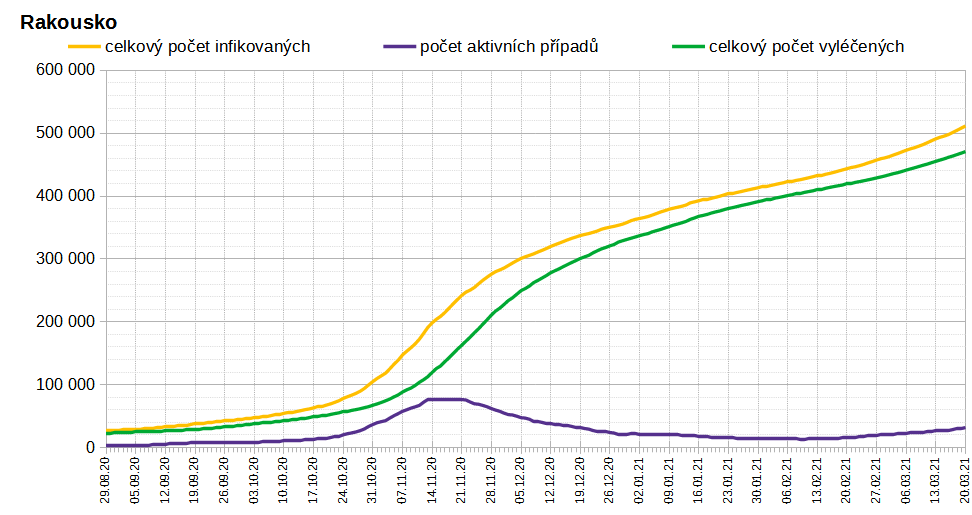 Rakousko
celkový počet infikovaných počet aktivních případů celkový počet vyléčených
600 000
500 000
400 000
300 000
200 000
100 000
0
29.08.20 05.09.20 12.09.20 19.09.20 26.09.20 03.10.20 10.10.20 17.10.20 24.10.20 31.10.20 07.11.20 14.11.20 21.11.20 28.11.20 05.12.20 12.12.20 19.12.20 26.12.20 02.01.21 09.01.21 16.01.21 23.01.21 30.01.21 06.02.21 13.02.21 20.02.21 27.02.21 06.03.21 13.03.21 20.03.21